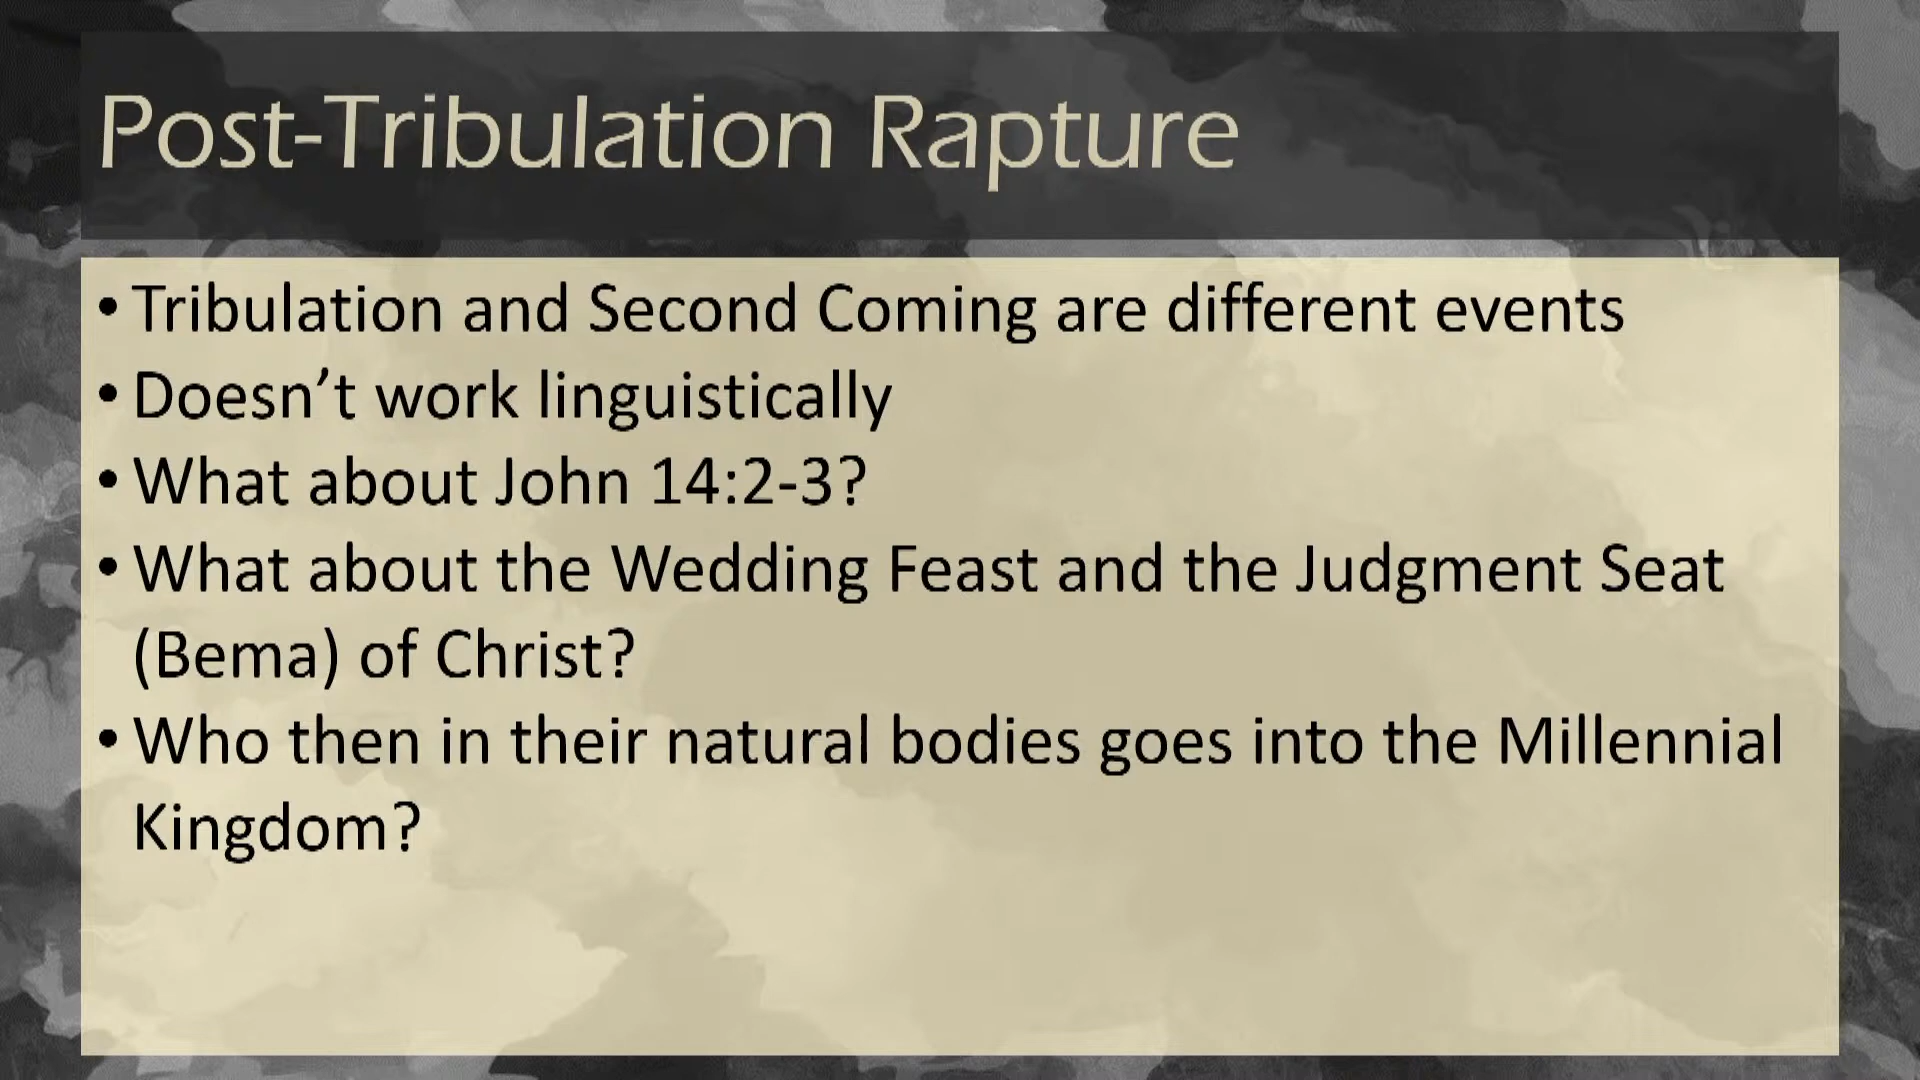 Post-Tribulation Rapture
• Tribulation and Second Coming are different events
• Doesn’t work linguistically
• What about John 14:2-3?
• What about the Wedding Feast and the Judgment Seat
(Bema) of Christ?
• Who then in their natural bodies goes into the Millennial
Kingdom?